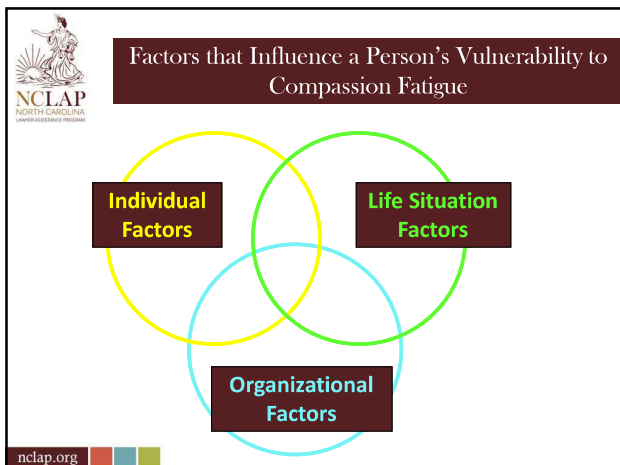 Factors that Influence a Person's Vulnerability to
Compassion Fatigue
NCLAP
NORTH CAROLINA
LAWYER ASSISTANCE PROGRAM
Individual
Factors
Life Situation
Factors
Organizational
Factors
nclap.org